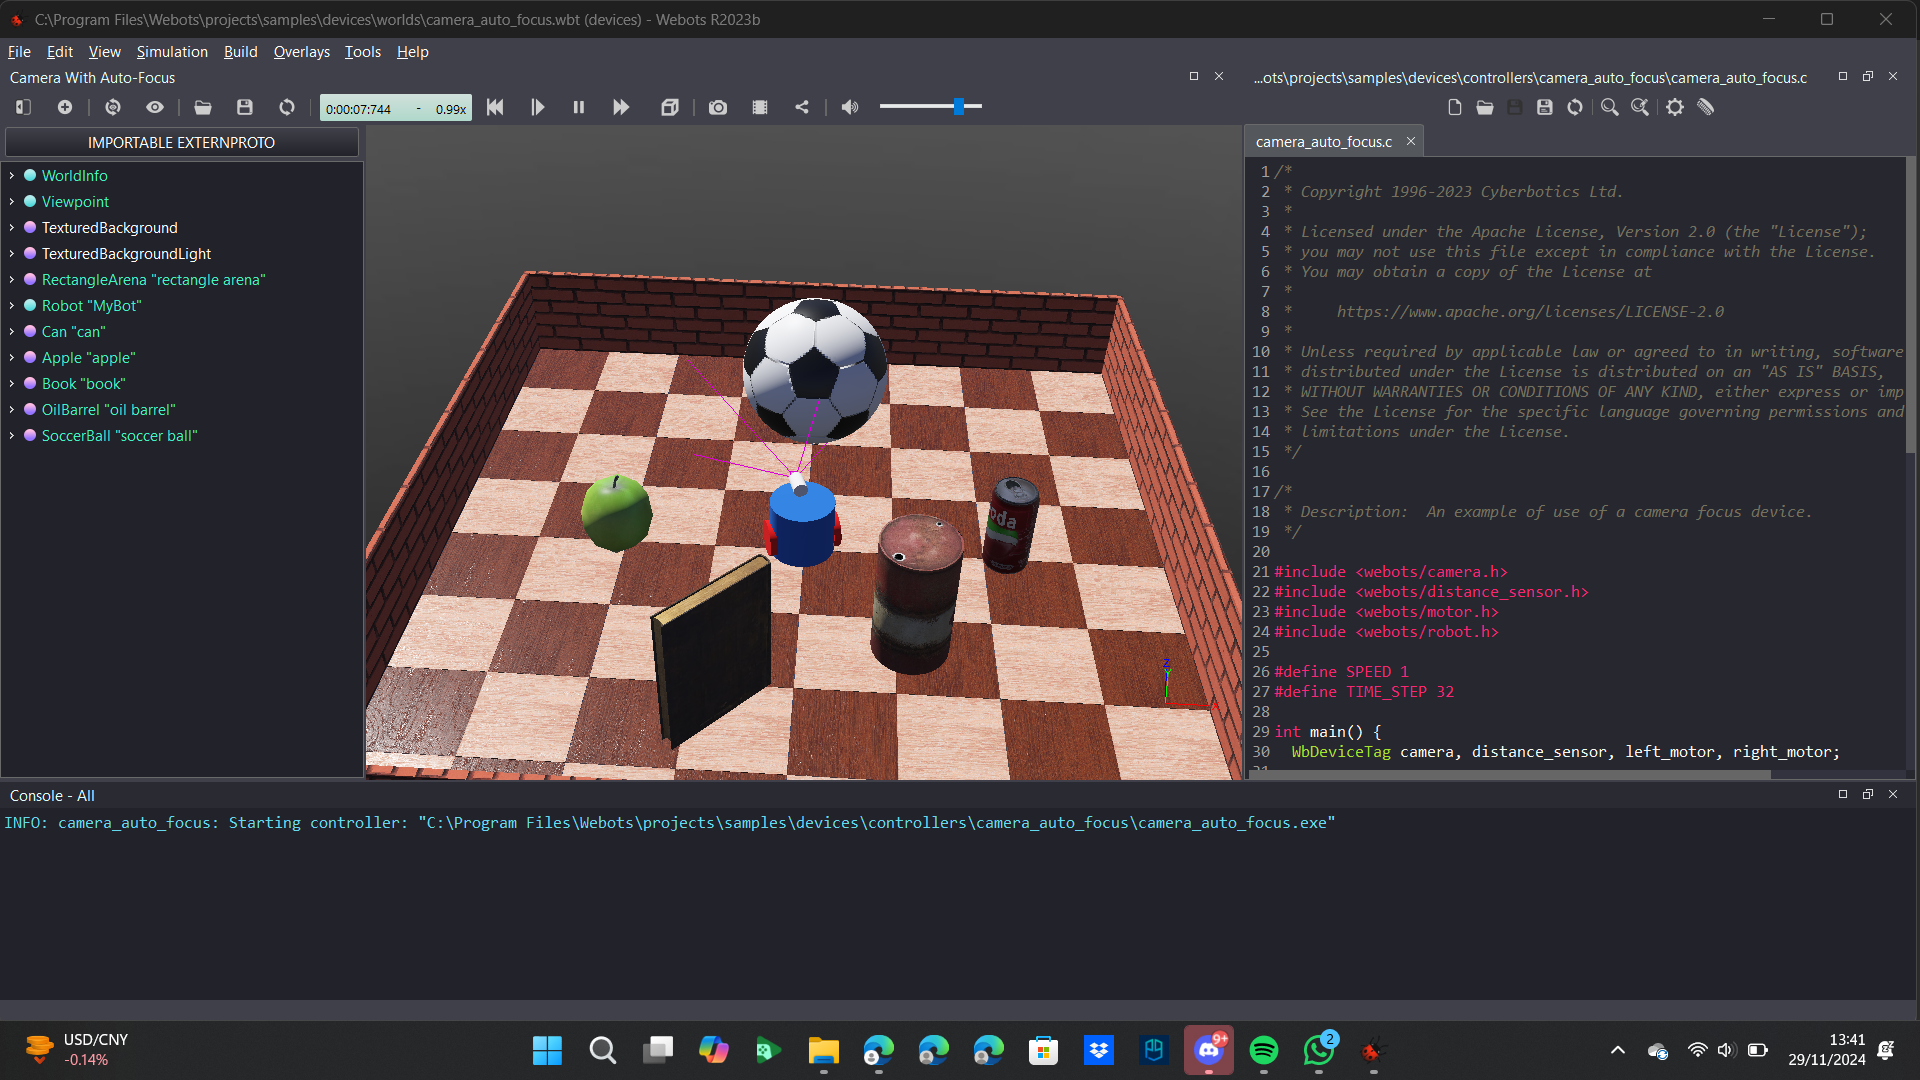 C:\Program Files\Webots\projects\samples\devices\worlds\camera_auto_focus.wbt (devices) - Webots R2023b
File Edit View Simulation Build Overlays Tools Help
Camera With Auto-Focus
...ots\projects\samples\devices\controllers\camera_auto_focus\camera_auto_focus.c
0:00:07:744 - 0.99x
IMPORTABLE EXTERNPROTO
WorldInfo
Viewpoint
TexturedBackground
TexturedBackgroundLight
RectangleArena "rectangle arena"
Robot "MyBot"
Can "can"
Apple "apple"
Book "book"
OilBarrel "oil barrel"
SoccerBall "soccer ball"
oda
Z
camera_auto_focus.c
1 /*
2 * Copyright 1996-2023 Cyberbotics Ltd.
3 *
4 * Licensed under the Apache License, Version 2.0 (the "License");
5 * you may not use this file except in compliance with the License.
6 * You may obtain a copy of the License at
7 *
8 * https://www.apache.org/licenses/LICENSE-2.0
9 *
10 * Unless required by applicable law or agreed to in writing, software
11 * distributed under the License is distributed on an "AS IS" BASIS,
12 * WITHOUT WARRANTIES OR CONDITIONS OF ANY KIND, either express or imp
13 * See the License for the specific language governing permissions and
14 * limitations under the License.
15 */
16
17 /*
18 * Description: An example of use of a camera focus device.
19 */
20
21 #include <webots/camera.h>
22 #include <webots/distance_sensor.h>
23 #include <webots/motor.h>
24 #include <webots/robot.h>
25
26 #define SPEED 1
27 #define TIME_STEP 32
28
29 int main() {
30 WbDeviceTag camera, distance_sensor, left_motor, right_motor;
Console - All
INFO: camera_auto_focus: Starting controller: "C:\Program Files\Webots\projects\samples\devices\controllers\camera_auto_focus\camera_auto_focus.exe"
USD/CNY
-0.14%
9+
2
13:41
29/11/2024